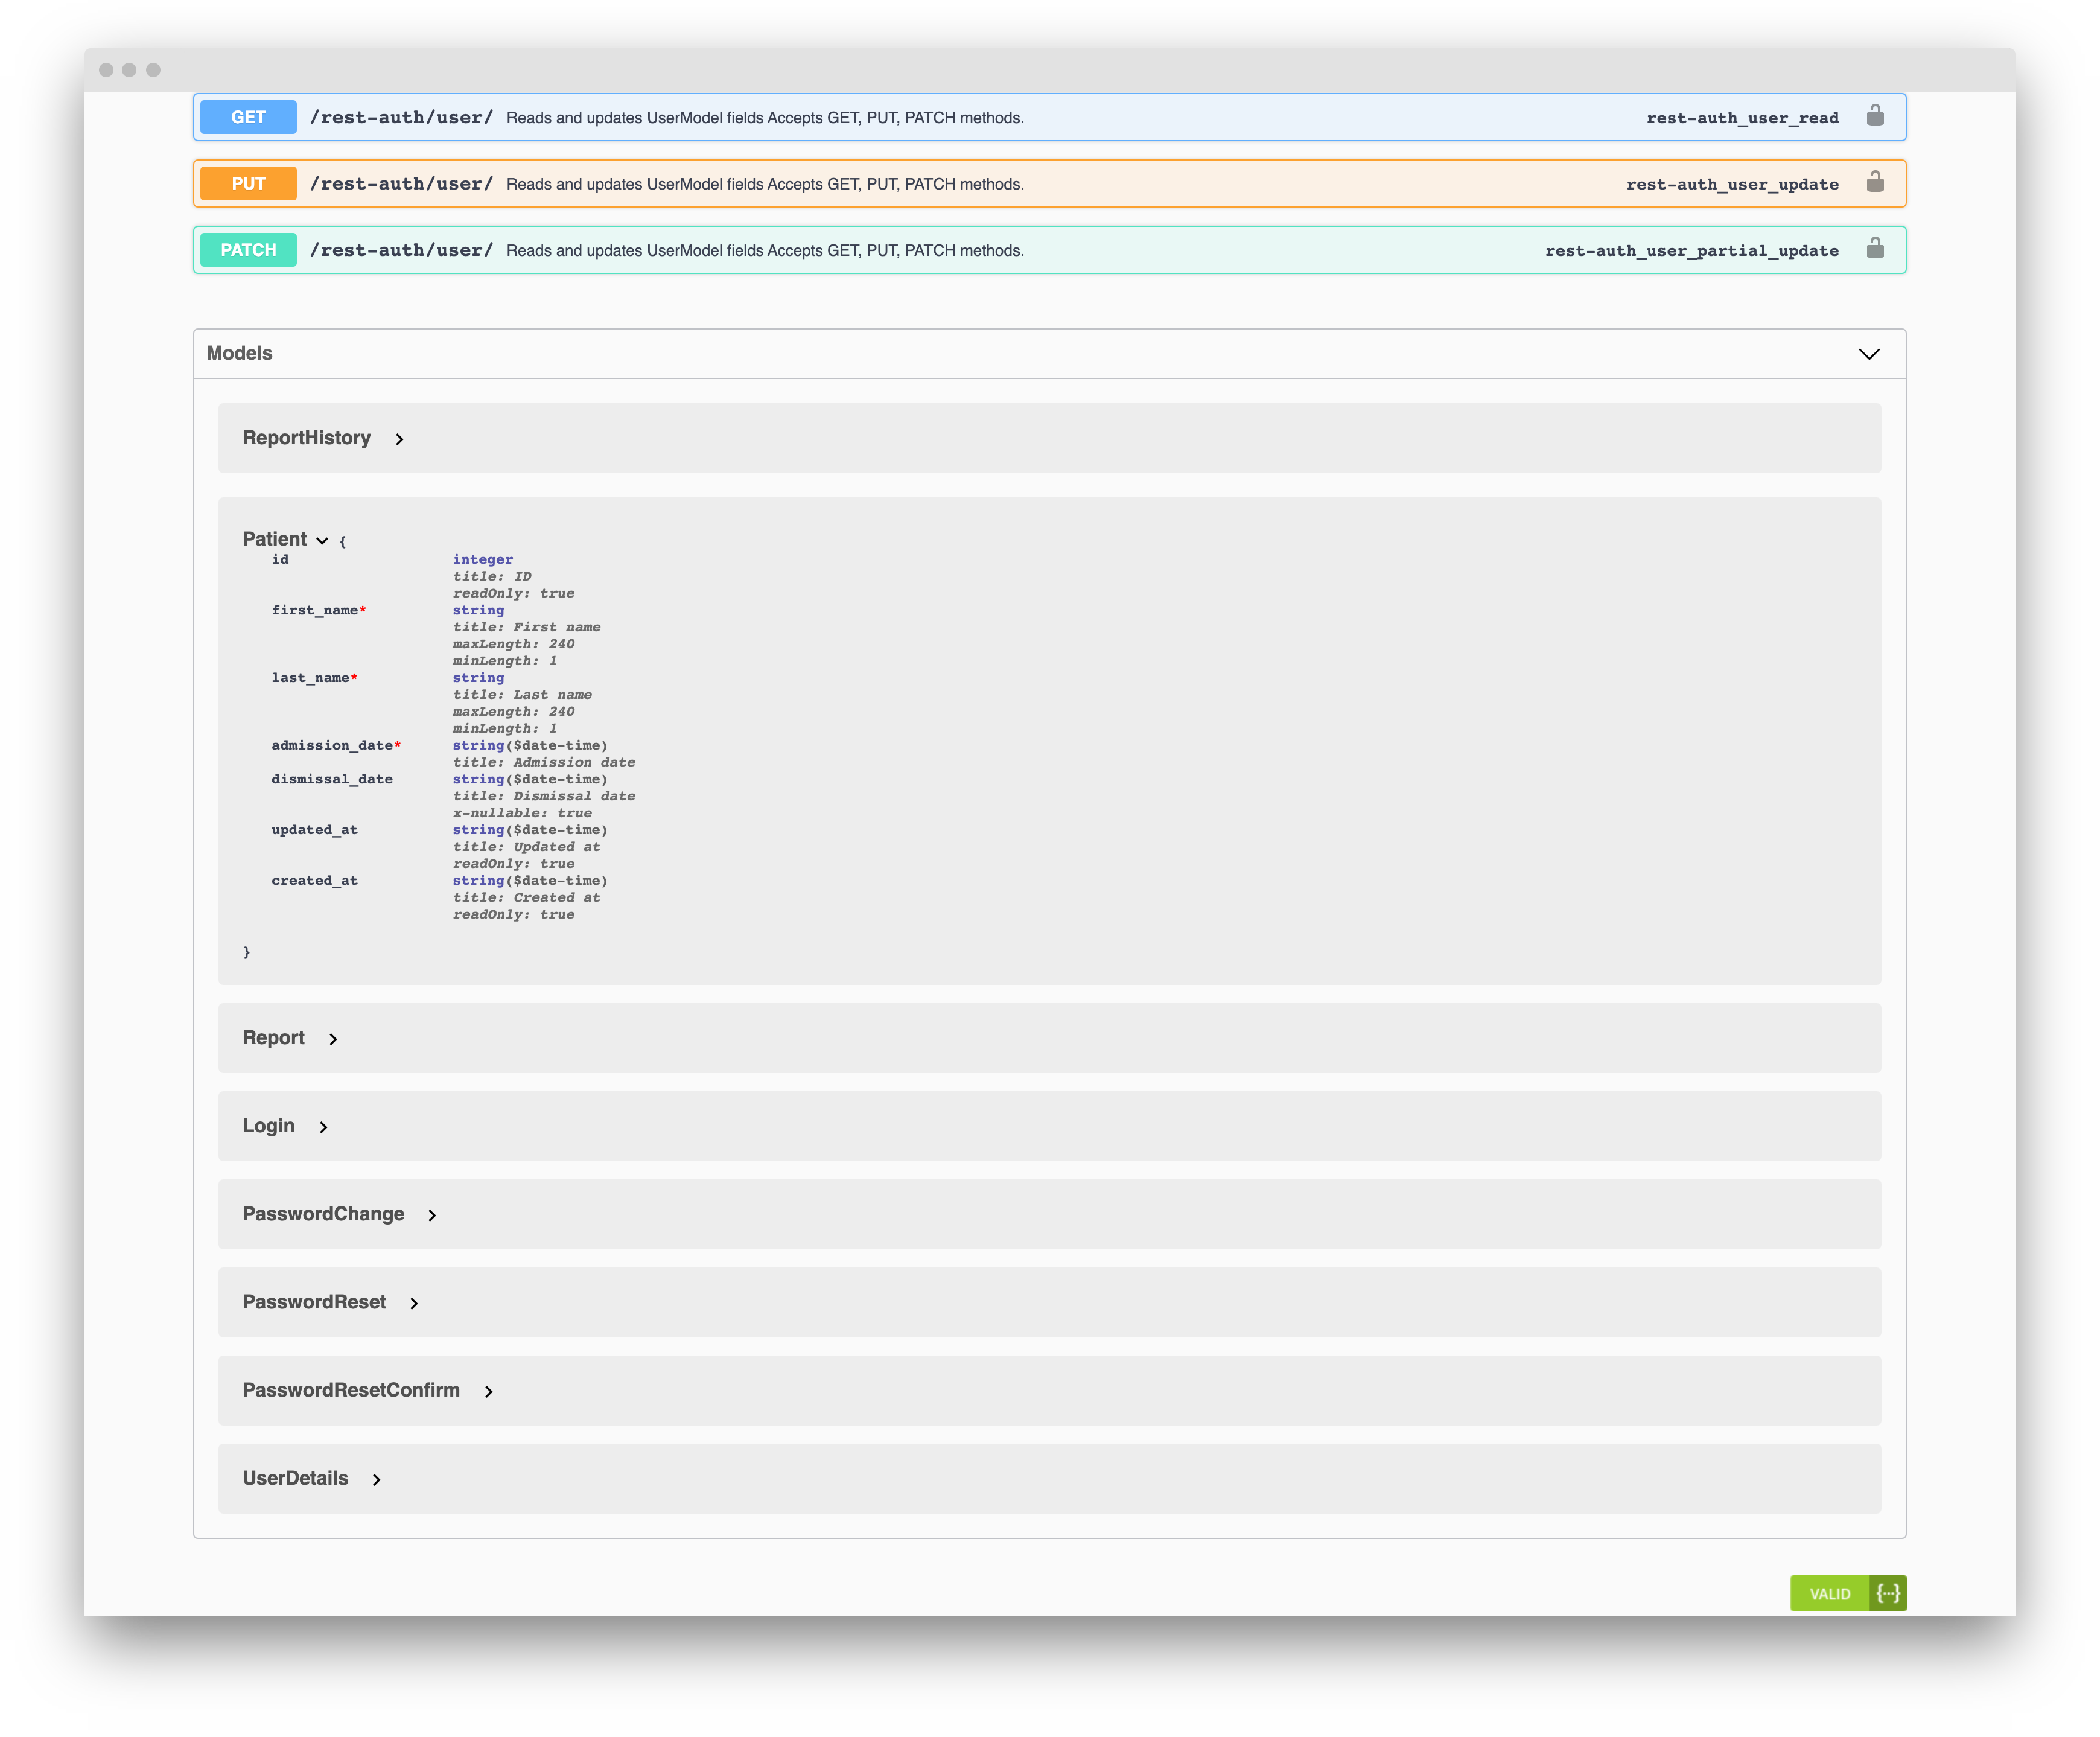 GET /rest-auth/user/ Reads and updates UserModel fields Accepts GET, PUT, PATCH methods. rest-auth_user_read
PUT /rest-auth/user/ Reads and updates UserModel fields Accepts GET, PUT, PATCH methods. rest-auth_user_update
PATCH /rest-auth/user/ Reads and updates UserModel fields Accepts GET, PUT, PATCH methods. rest-auth_user_partial_update
Models
ReportHistory
Patient {
id integer
title: ID
readOnly: true
first_name* string
title: First name
maxLength: 240
minLength: 1
last_name* string
title: Last name
maxLength: 240
minLength: 1
admission_date* string($date-time)
title: Admission date
dismissal_date string($date-time)
title: Dismissal date
x-nullable: true
updated_at string($date-time)
title: Updated at
readOnly: true
created_at string($date-time)
title: Created at
readOnly: true
}
Report
Login
PasswordChange
PasswordReset
PasswordResetConfirm
UserDetails
VALID {···}